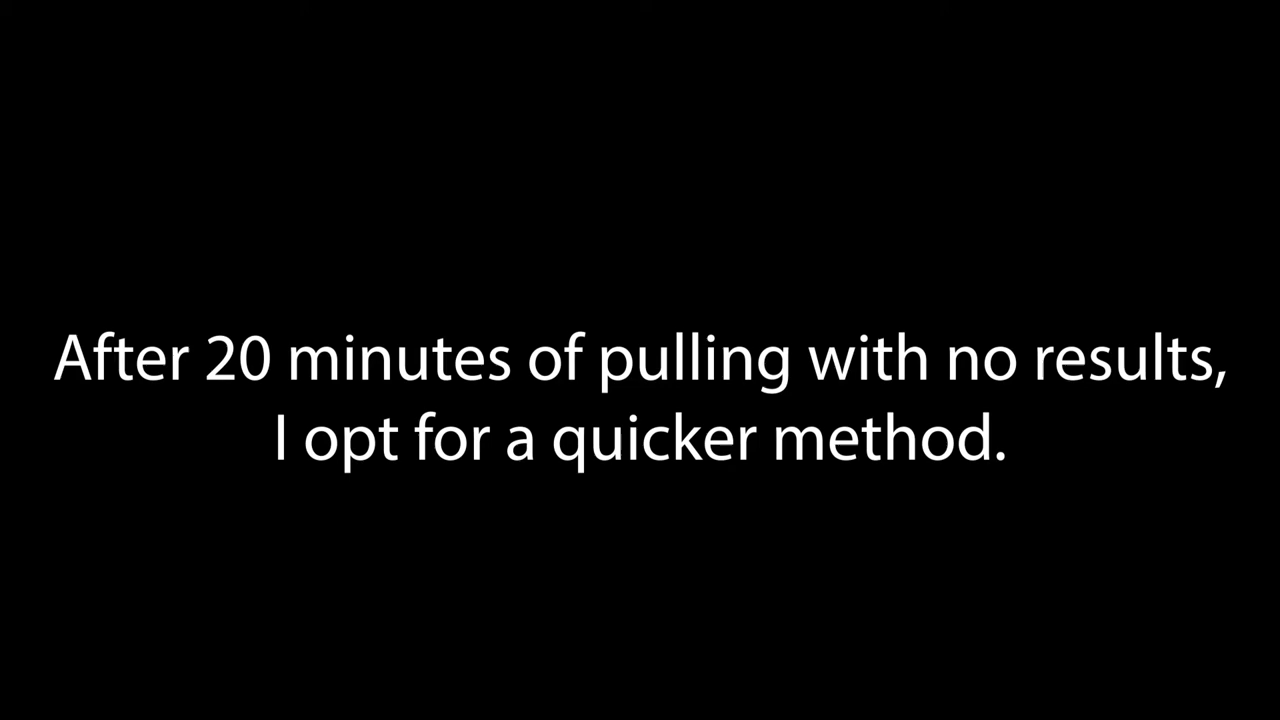 After 20 minutes of pulling with no results,
I opt for a quicker method.